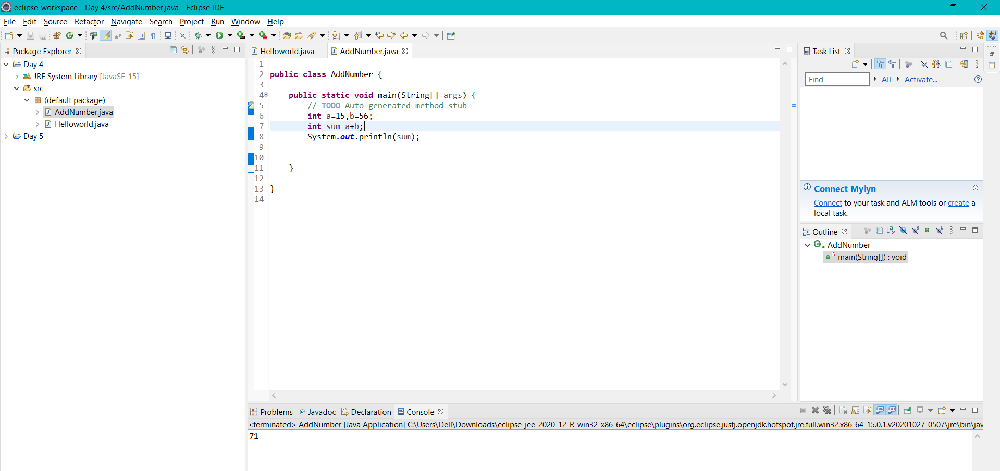 eclipse-workspace - Day 4/src/AddNumber.java - Eclipse IDE
File Edit Source Refactor Navigate Search Project Run Window Help
Package Explorer
Day 4
JRE System Library [JavaSE-15]
src
(default package)
AddNumber.java
Helloworld.java
Day 5
Helloworld.java AddNumber.java
1
2 public class AddNumber {
3
4 public static void main(String[] args) {
5 // TODO Auto-generated method stub
6 int a=15,b=56;
7 int sum=a+b;
8 System.out.println(sum);
9
10
11 }
12
13 }
14
Task List
Find All Activate...
Connect Mylyn
Connect to your task and ALM tools or create a
local task.
Outline
AddNumber
main(String[]) : void
Problems @ Javadoc Declaration Console
<terminated> AddNumber [Java Application] C:\Users\Dell\Downloads\eclipse-jee-2020-12-R-win32-x86_64\eclipse\plugins\org.eclipse.justj.openjdk.hotspot.jre.full.win32.x86_64_15.0.1.v20201027-0507\jre\bin\jav
71